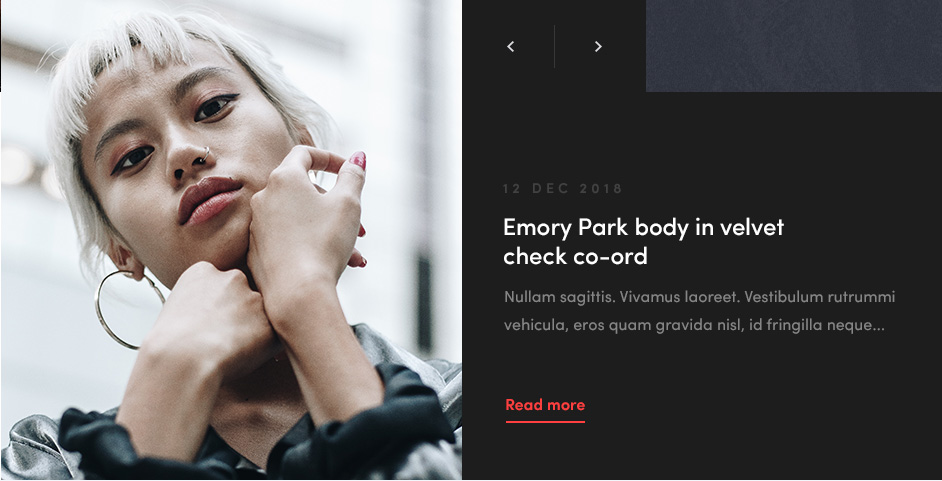 12 DEC 2018
Emory Park body in velvet
check co-ord
Nullam sagittis. Vivamus laoreet. Vestibulum rutrummi
vehicula, eros quam gravida nisl, id fringilla neque...
Read more